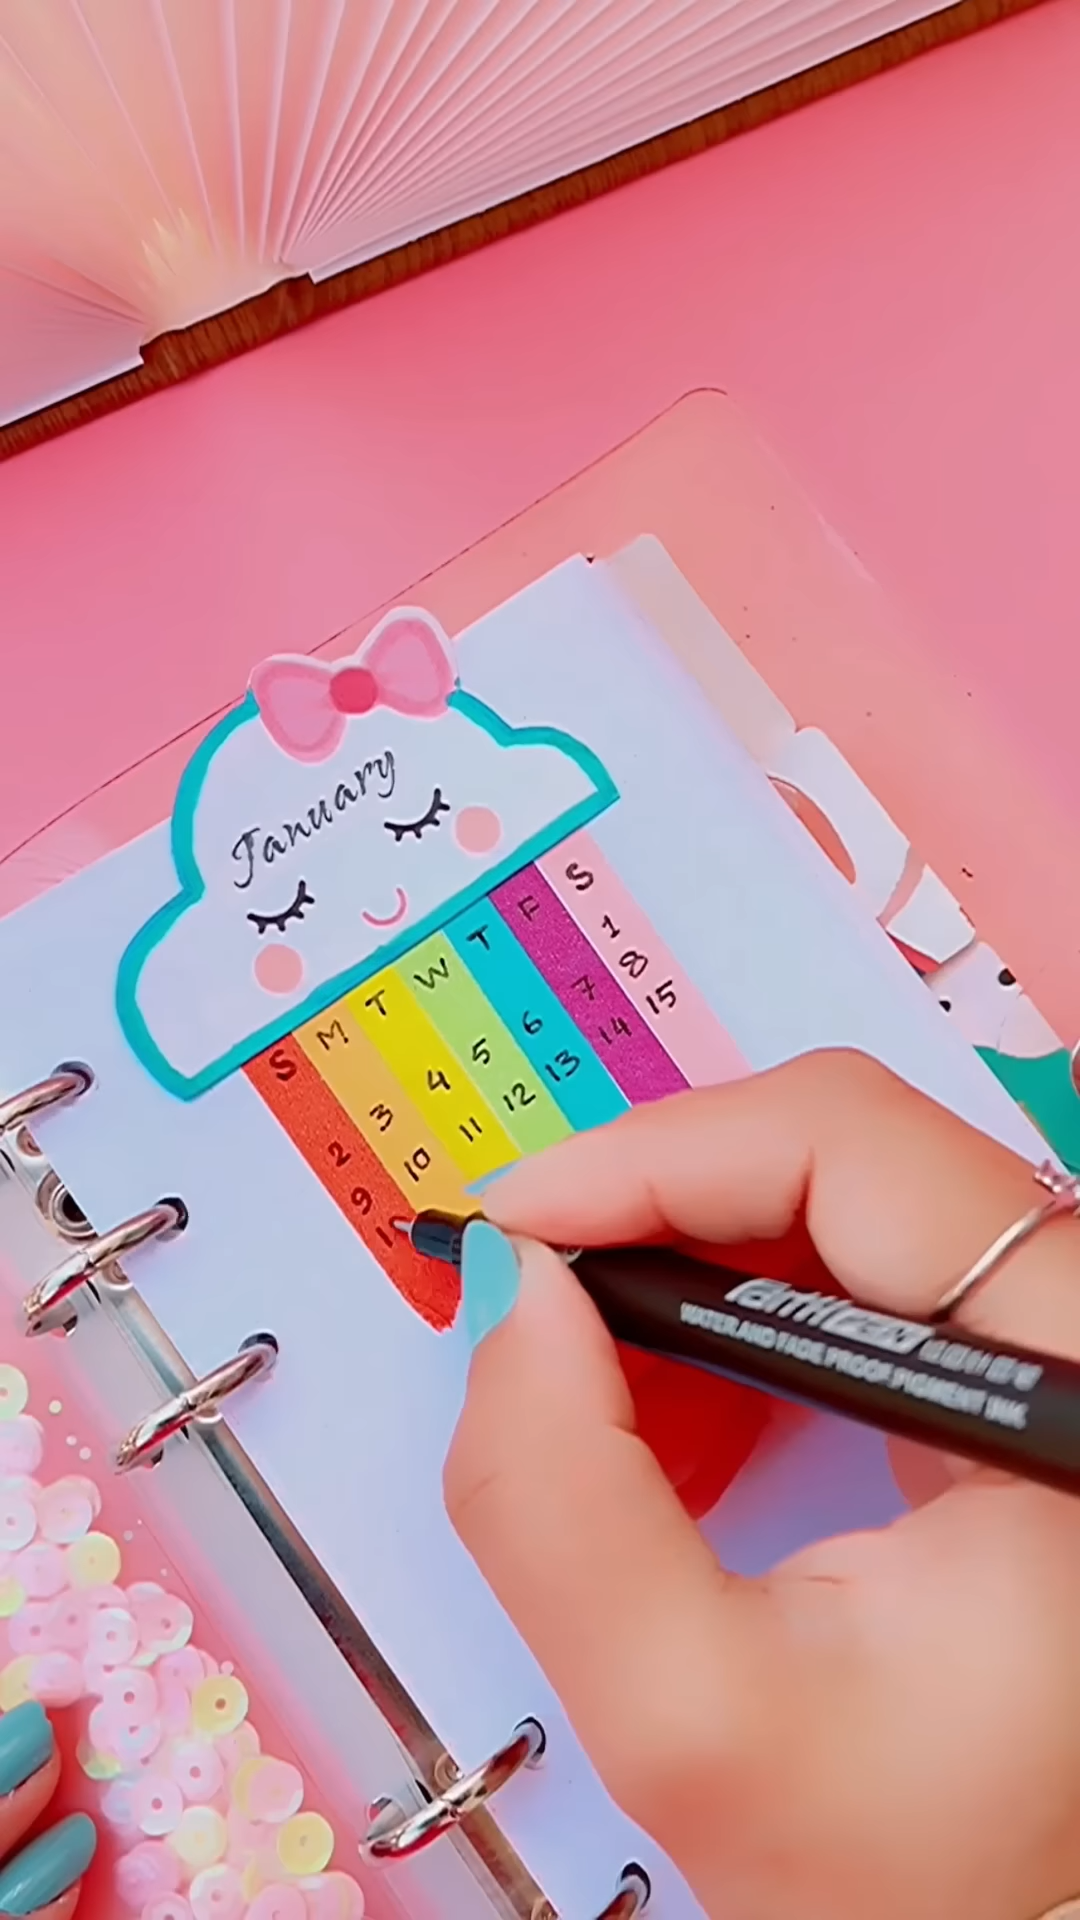 January
S M T W T F S
1
2 3 4 5 6 7 8
9 10 11 12 13 14 15
1
WATER AND FADE PROOF PIGMENT INK